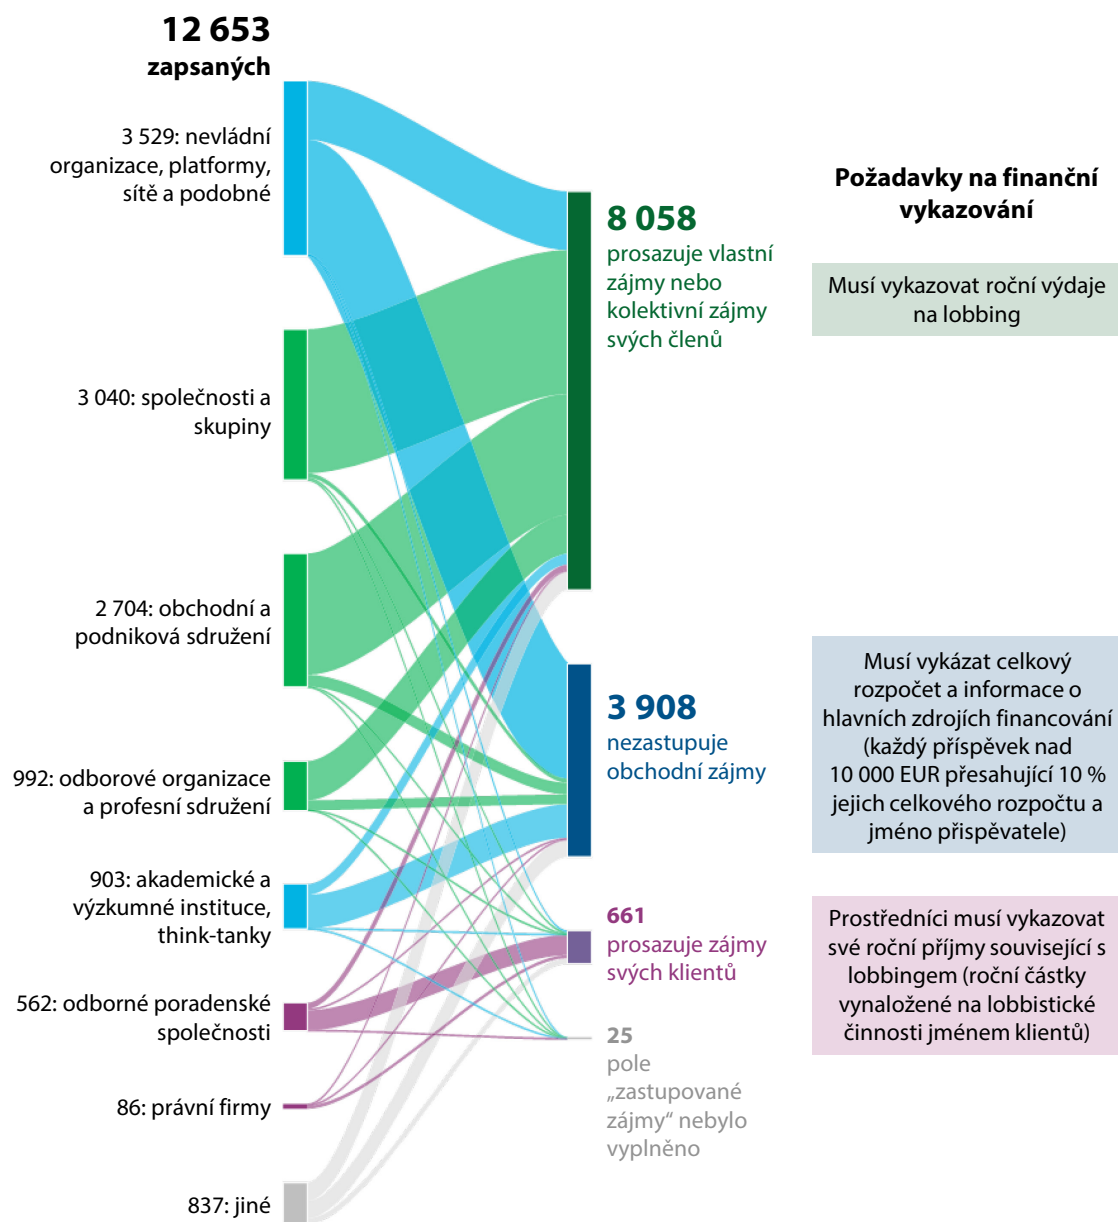 12 653
zapsaných
3 529: nevládní
organizace, platformy,
sítě a podobné
3 040: společnosti a
skupiny
2 704: obchodní a
podniková sdružení
992: odborové organizace
a profesní sdružení
903: akademické a
výzkumné instituce,
think-tanky
562: odborné poradenské
společnosti
86: právní firmy
837: jiné
8 058
prosazuje vlastní
zájmy nebo
kolektivní zájmy
svých členů
3 908
nezastupuje
obchodní zájmy
661
prosazuje zájmy
svých klientů
25
pole
„zastupované
zájmy“ nebylo
vyplněno
Požadavky na finanční
vykazování
Musí vykazovat roční výdaje
na lobbing
Musí vykázat celkový
rozpočet a informace o
hlavních zdrojích financování
(každý příspěvek nad
10 000 EUR přesahující 10 %
jejich celkového rozpočtu a
jméno přispěvatele)
Prostředníci musí vykazovat
své roční příjmy související s
lobbingem (roční částky
vynaložené na lobbistické
činnosti jménem klientů)